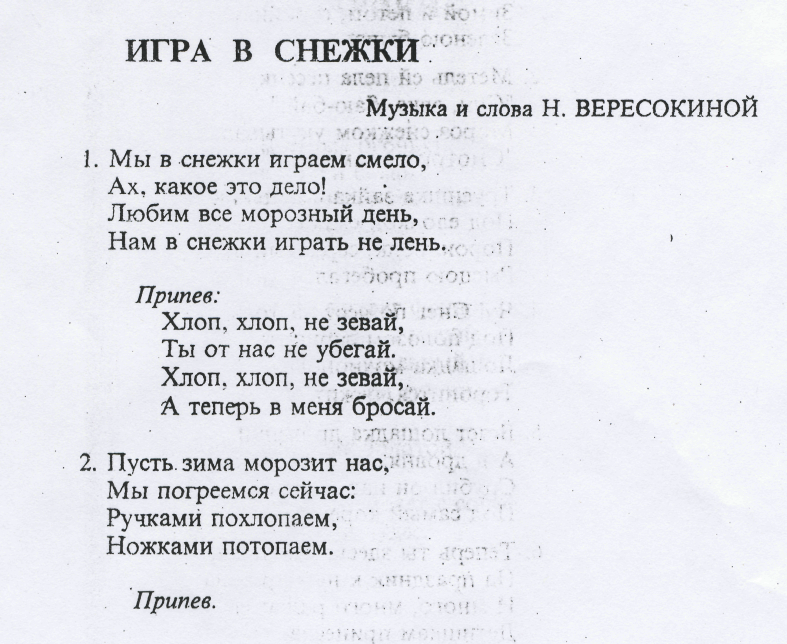 ИГРА В СНЕЖКИ
Музыка и слова Н. ВЕРЕСОКИНОЙ
1. Мы в снежки играем смело,
Ах, какое это дело!
Любим все морозный день,
Нам в снежки играть не лень.
Припев:
Хлоп, хлоп, не зевай,
Ты от нас не убегай.
Хлоп, хлоп, не зевай,
А теперь в меня бросай.
2. Пусть зима морозит нас,
Мы погреемся сейчас:
Ручками похлопаем,
Ножками потопаем.
Припев.